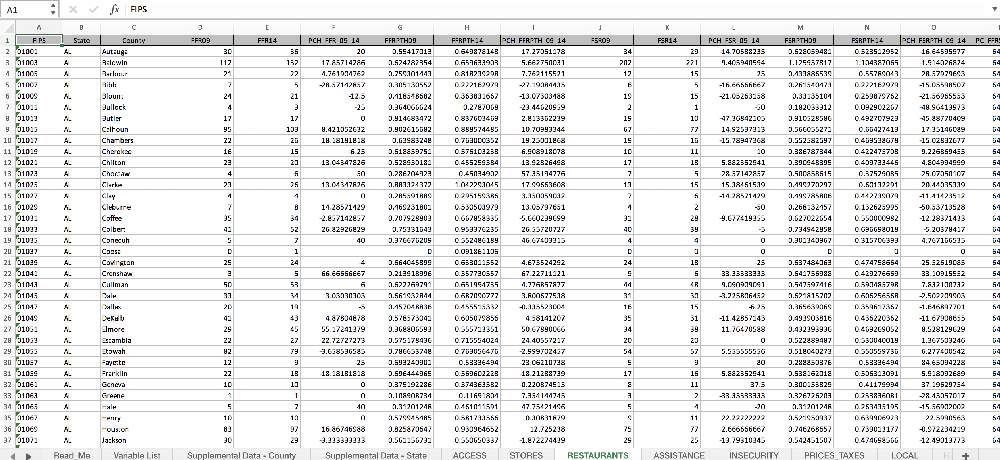 A1 fx FIPS
A B C D E F G H I J K L M N O
1 FIPS State County FFR09 FFR14 PCH_FFR_09_14 FFRPTH09 FFRPTH14 PCH_FFRPTH_09_14 FSR09 FSR14 PCH_FSR_09_14 FSRPTH09 FSRPTH14 PCH_FSRPTH_09_14 PC_FFRS
2 01001 AL Autauga 30 36 20 0.55417013 0.649878148 17.27051178 34 29 -14.70588235 0.628059481 0.523512952 -16.64595977 64
3 01003 AL Baldwin 112 132 17.85714286 0.624282354 0.659633903 5.662750031 202 221 9.405940594 1.125937817 1.104387065 -1.914026824 64
4 01005 AL Barbour 21 22 4.761904762 0.759301443 0.818239298 7.762115521 12 15 25 0.433886539 0.55789043 28.57979693 64
5 01007 AL Bibb 7 5 -28.57142857 0.305130552 0.222162979 -27.19084435 6 5 -16.66666667 0.261540473 0.222162979 -15.05598507 64
6 01009 AL Blount 24 21 -12.5 0.418548682 0.363831667 -13.07303488 19 15 -21.05263158 0.33135104 0.259879762 -21.56965553 64
7 01011 AL Bullock 4 3 -25 0.364066624 0.2787068 -23.44620959 2 1 -50 0.182033312 0.092902267 -48.96413973 64
8 01013 AL Butler 17 17 0 0.814683472 0.837603469 2.813362239 19 10 -47.36842105 0.910528586 0.492707923 -45.88770409 64
9 01015 AL Calhoun 95 103 8.421052632 0.802615682 0.888574485 10.70983344 67 77 14.92537313 0.566055271 0.66427413 17.35146089 64
10 01017 AL Chambers 22 26 18.18181818 0.63983248 0.763000352 19.25001868 19 16 -15.78947368 0.552582597 0.469538678 -15.02832677 64
11 01019 AL Cherokee 16 15 -6.25 0.618859751 0.576103238 -6.908918078 10 11 10 0.386787344 0.422475708 9.226869455 64
12 01021 AL Chilton 23 20 -13.04347826 0.528930181 0.455259384 -13.92826498 17 18 5.882352941 0.390948395 0.409733446 4.804994999 64
13 01023 AL Choctaw 4 6 50 0.286204923 0.45034902 57.35194776 7 5 -28.57142857 0.500858615 0.37529085 -25.07050107 64
14 01025 AL Clarke 23 26 13.04347826 0.883324372 1.042293045 17.99663608 13 15 15.38461539 0.499270297 0.60132291 20.44035339 64
15 01027 AL Clay 4 4 0 0.285591889 0.295159386 3.350059032 7 6 -14.28571429 0.499785806 0.442739079 -11.41423512 64
16 01029 AL Cleburne 7 8 14.28571429 0.469231801 0.530503979 13.05797651 4 2 -50 0.268132457 0.132625995 -50.53713528 64
17 01031 AL Coffee 35 34 -2.857142857 0.707928803 0.667858335 -5.660239699 31 28 -9.677419355 0.627022654 0.550000982 -12.28371433 64
18 01033 AL Colbert 41 52 26.82926829 0.75331643 0.953376235 26.55720727 40 38 -5 0.734942858 0.696698018 -5.20378417 64
19 01035 AL Conecuh 5 7 40 0.376676209 0.552486188 46.67403315 4 4 0 0.301340967 0.315706393 4.767166535 64
20 01037 AL Coosa 0 1 0 0.091861106 0 0 0 0 0 0 64
21 01039 AL Covington 25 24 -4 0.664045899 0.633011552 -4.673524292 24 18 -25 0.637484063 0.474758664 -25.52619085 64
22 01041 AL Crenshaw 3 5 66.66666667 0.213918996 0.357730557 67.22711121 9 6 -33.33333333 0.641756988 0.429276669 -33.10915552 64
23 01043 AL Cullman 50 53 6 0.622269791 0.651994735 4.776857877 44 48 9.090909091 0.547597416 0.590485798 7.832100732 64
24 01045 AL Dale 33 34 3.03030303 0.661932844 0.687090777 3.800677538 31 30 -3.225806452 0.621815702 0.606256568 -2.502209903 64
25 01047 AL Dallas 20 19 -5 0.457048836 0.455515332 -0.335523004 16 15 -6.25 0.365639069 0.359617367 -1.646897701 64
26 01049 AL DeKalb 41 43 4.87804878 0.578573041 0.605079856 4.58141207 35 31 -11.42857143 0.493903816 0.436220362 -11.67908655 64
27 01051 AL Elmore 29 45 55.17241379 0.368806593 0.555713351 50.67880066 34 38 11.76470588 0.432393936 0.469269052 8.528129629 64
28 01053 AL Escambia 22 27 22.72727273 0.575178436 0.715554024 24.40557217 20 20 0 0.522889487 0.530040018 1.367503246 64
29 01055 AL Etowah 82 79 -3.658536585 0.786653748 0.763056476 -2.999702457 54 57 5.555555556 0.518040273 0.550559736 6.277400542 64
30 01057 AL Fayette 12 9 -25 0.693240901 0.53336494 -23.06210738 5 9 80 0.288850376 0.53336494 84.65094228 64
31 01059 AL Franklin 22 18 -18.18181818 0.696444965 0.569602228 -18.21288739 17 16 -5.882352941 0.538162018 0.506313091 -5.918092689 64
32 01061 AL Geneva 10 10 0 0.375192286 0.374363582 -0.220874513 8 11 37.5 0.300153829 0.41179994 37.19629754 64
33 01063 AL Greene 1 1 0 0.108908734 0.11691804 7.354144745 3 2 -33.33333333 0.326726203 0.233836081 -28.43057017 64
34 01065 AL Hale 5 7 40 0.31201248 0.461011591 47.75421496 5 4 -20 0.31201248 0.263435195 -15.56902002 64
35 01067 AL Henry 10 10 0 0.579945485 0.581733566 0.30831879 9 11 22.22222222 0.521950937 0.639906923 22.5990563 64
36 01069 AL Houston 83 97 16.86746988 0.825870647 0.930964652 12.725238 75 77 2.666666667 0.746268657 0.739013177 -0.972234219 64
37 01071 AL Jackson 30 29 -3.333333333 0.561156731 0.550650337 -1.872274439 29 25 -13.79310345 0.542451507 0.474698566 -12.49013773 64
Read_Me Variable List Supplemental Data - County Supplemental Data - State ACCESS STORES RESTAURANTS ASSISTANCE INSECURITY PRICES_TAXES LOCAL H +